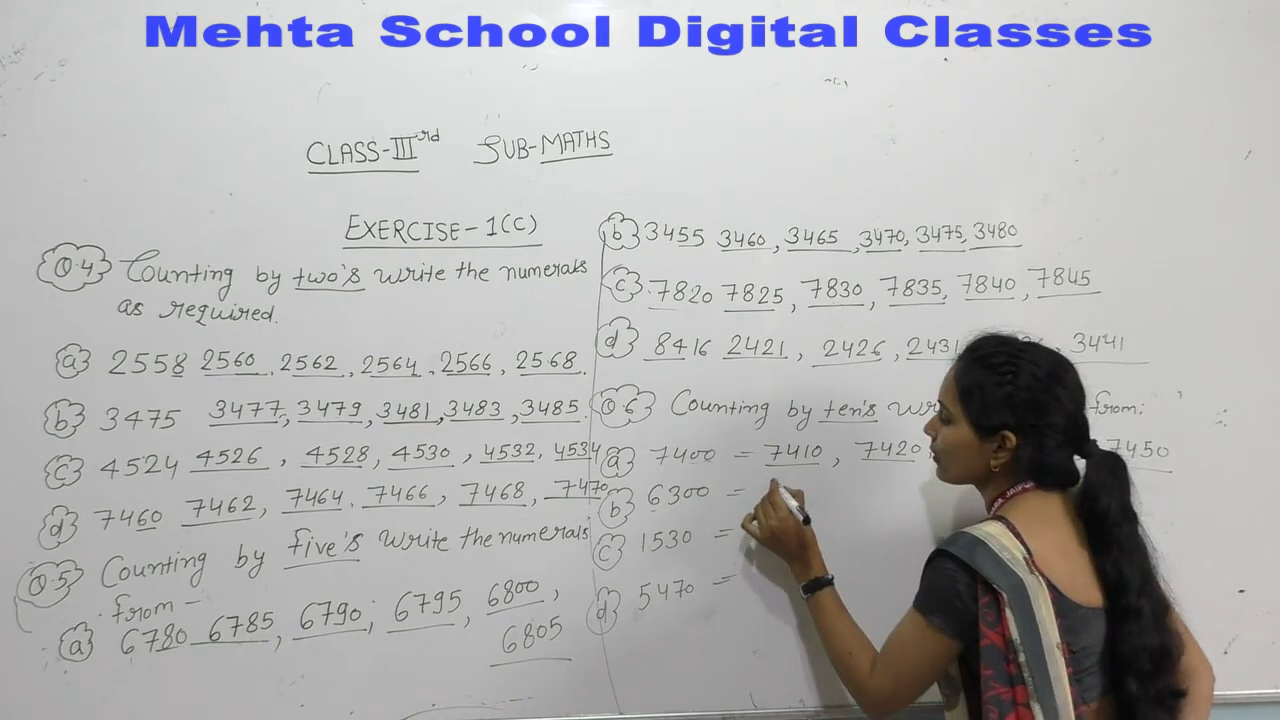 Mehta School Digital Classes
CLASS-III rd SUB-MATHS
EXERCISE-1(C)
Q.4 Counting by two's write the numerals
as required.
a 2558 2560, 2562, 2564, 2566, 2568.
b 3475 3477, 3479, 3481, 3483, 3485.
c 4524 4526, 4528, 4530, 4532, 4534
d 7460 7462, 7464, 7466, 7468, 7470
Q.5 Counting by five's write the numerals
from -
a 6780 6785, 6790, 6795, 6800,
6805
b 3455 3460, 3465, 3470, 3475, 3480
c 7820 7825, 7830, 7835, 7840, 7845
d 8416 2421, 2426, 2431 3441
Q.6 Counting by ten's from:
a 7400 = 7410, 7420, 7450
b 6300 =
c 1530 =
d 5470 =